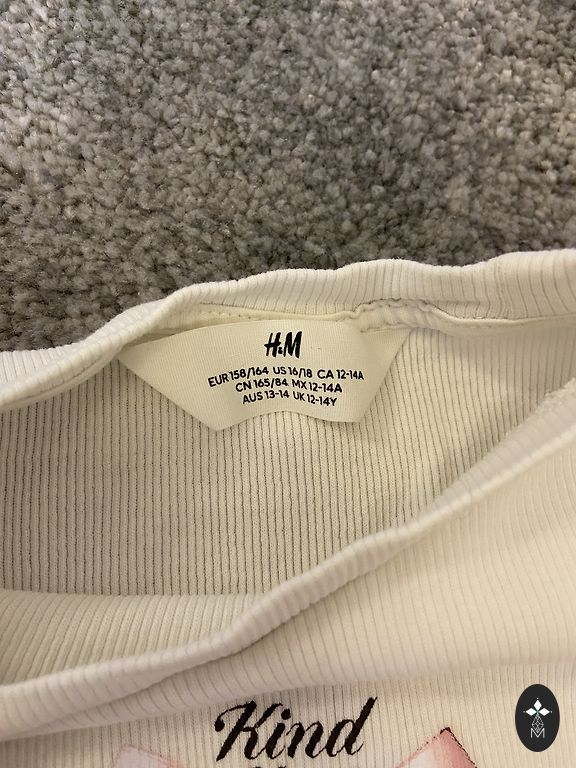 H&M
EUR 158/164 US 16/18 CA 12-14A
CN 165/84 MX 12-14A
AUS 13-14 UK 12-14Y
Kind